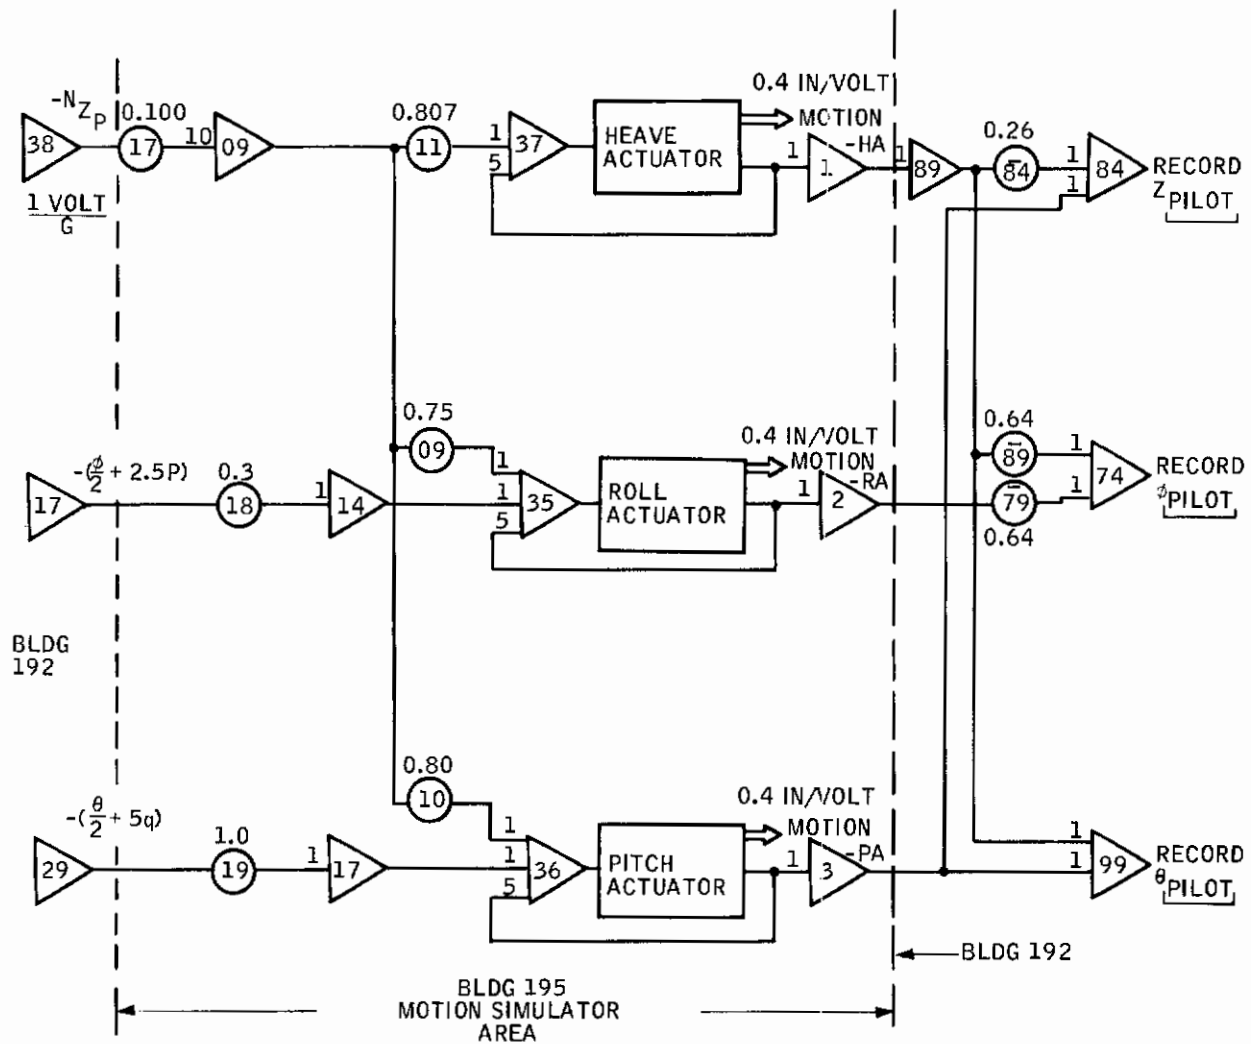 -N Z P
0.100
38
17
10
09
1 VOLT
G
0.807
11
1
5
37
HEAVE
ACTUATOR
0.4 IN/VOLT
MOTION
1
1
-HA
1
89
0.26
84
1
1
84
RECORD
Z PILOT
-(φ/2 + 2.5P)
17
0.3
18
1
14
0.75
09
1
1
5
35
ROLL
ACTUATOR
0.4 IN/VOLT
MOTION
1
2
-RA
0.64
89
79
0.64
1
1
74
RECORD
φ PILOT
BLDG
192
-(θ/2 + 5q)
29
1.0
19
1
17
0.80
10
1
1
5
36
PITCH
ACTUATOR
0.4 IN/VOLT
MOTION
1
3
-PA
1
1
99
RECORD
θ PILOT
BLDG 192
BLDG 195
MOTION SIMULATOR
AREA